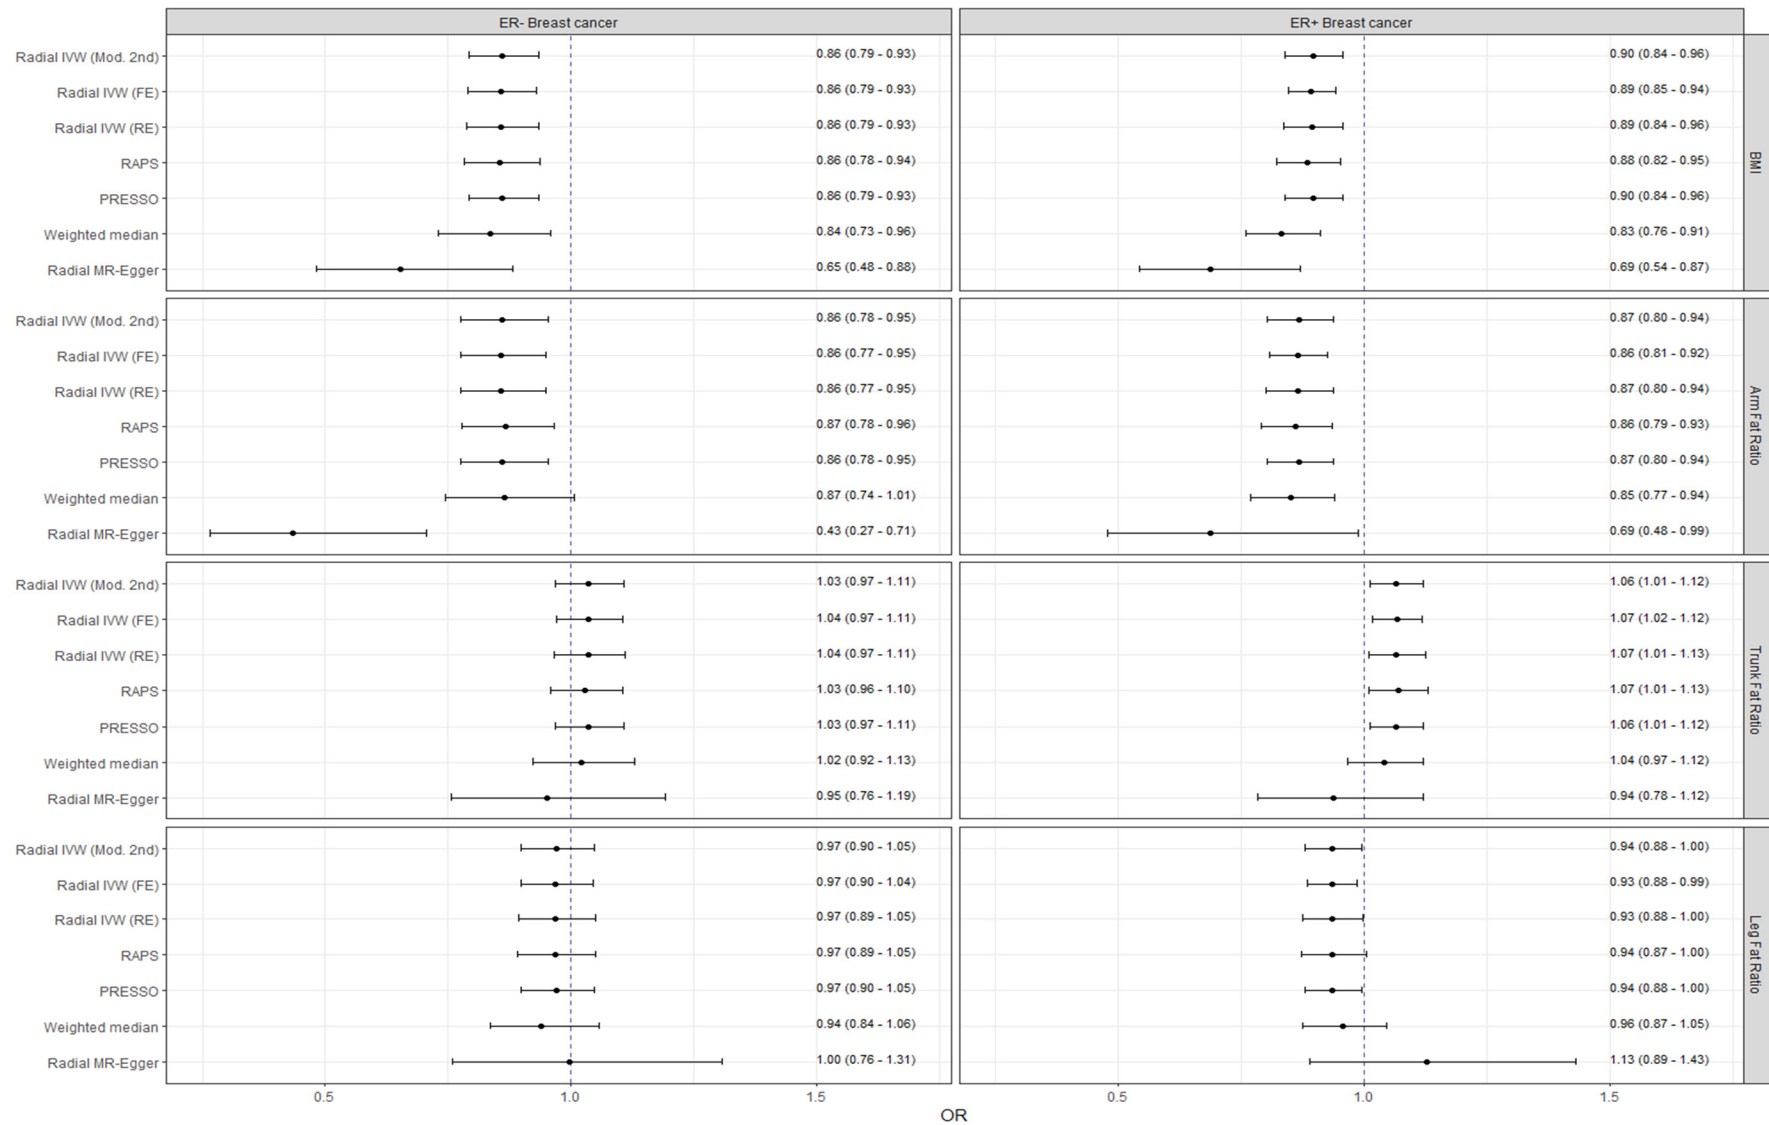 ER- Breast cancer ER+ Breast cancer
Radial IVW (Mod. 2nd) 0.86 (0.79 - 0.93) 0.90 (0.84 - 0.96)
Radial IVW (FE) 0.86 (0.79 - 0.93) 0.89 (0.85 - 0.94)
Radial IVW (RE) 0.86 (0.79 - 0.93) 0.89 (0.84 - 0.96)
RAPS 0.86 (0.78 - 0.94) 0.88 (0.82 - 0.95)
PRESSO 0.86 (0.79 - 0.93) 0.90 (0.84 - 0.96)
Weighted median 0.84 (0.73 - 0.96) 0.83 (0.76 - 0.91)
Radial MR-Egger 0.65 (0.48 - 0.88) 0.69 (0.54 - 0.87)
BMI
Radial IVW (Mod. 2nd) 0.86 (0.78 - 0.95) 0.87 (0.80 - 0.94)
Radial IVW (FE) 0.86 (0.77 - 0.95) 0.86 (0.81 - 0.92)
Radial IVW (RE) 0.86 (0.77 - 0.95) 0.87 (0.80 - 0.94)
RAPS 0.87 (0.78 - 0.96) 0.86 (0.79 - 0.93)
PRESSO 0.86 (0.78 - 0.95) 0.87 (0.80 - 0.94)
Weighted median 0.87 (0.74 - 1.01) 0.85 (0.77 - 0.94)
Radial MR-Egger 0.43 (0.27 - 0.71) 0.69 (0.48 - 0.99)
Arm Fat Ratio
Radial IVW (Mod. 2nd) 1.03 (0.97 - 1.11) 1.06 (1.01 - 1.12)
Radial IVW (FE) 1.04 (0.97 - 1.11) 1.07 (1.02 - 1.12)
Radial IVW (RE) 1.04 (0.97 - 1.11) 1.07 (1.01 - 1.13)
RAPS 1.03 (0.96 - 1.10) 1.07 (1.01 - 1.13)
PRESSO 1.03 (0.97 - 1.11) 1.06 (1.01 - 1.12)
Weighted median 1.02 (0.92 - 1.13) 1.04 (0.97 - 1.12)
Radial MR-Egger 0.95 (0.76 - 1.19) 0.94 (0.78 - 1.12)
Trunk Fat Ratio
Radial IVW (Mod. 2nd) 0.97 (0.90 - 1.05) 0.94 (0.88 - 1.00)
Radial IVW (FE) 0.97 (0.90 - 1.04) 0.93 (0.88 - 0.99)
Radial IVW (RE) 0.97 (0.89 - 1.05) 0.93 (0.88 - 1.00)
RAPS 0.97 (0.89 - 1.05) 0.94 (0.87 - 1.00)
PRESSO 0.97 (0.90 - 1.05) 0.94 (0.88 - 1.00)
Weighted median 0.94 (0.84 - 1.06) 0.96 (0.87 - 1.05)
Radial MR-Egger 1.00 (0.76 - 1.31) 1.13 (0.89 - 1.43)
Leg Fat Ratio
0.5 1.0 1.5 0.5 1.0 1.5
OR